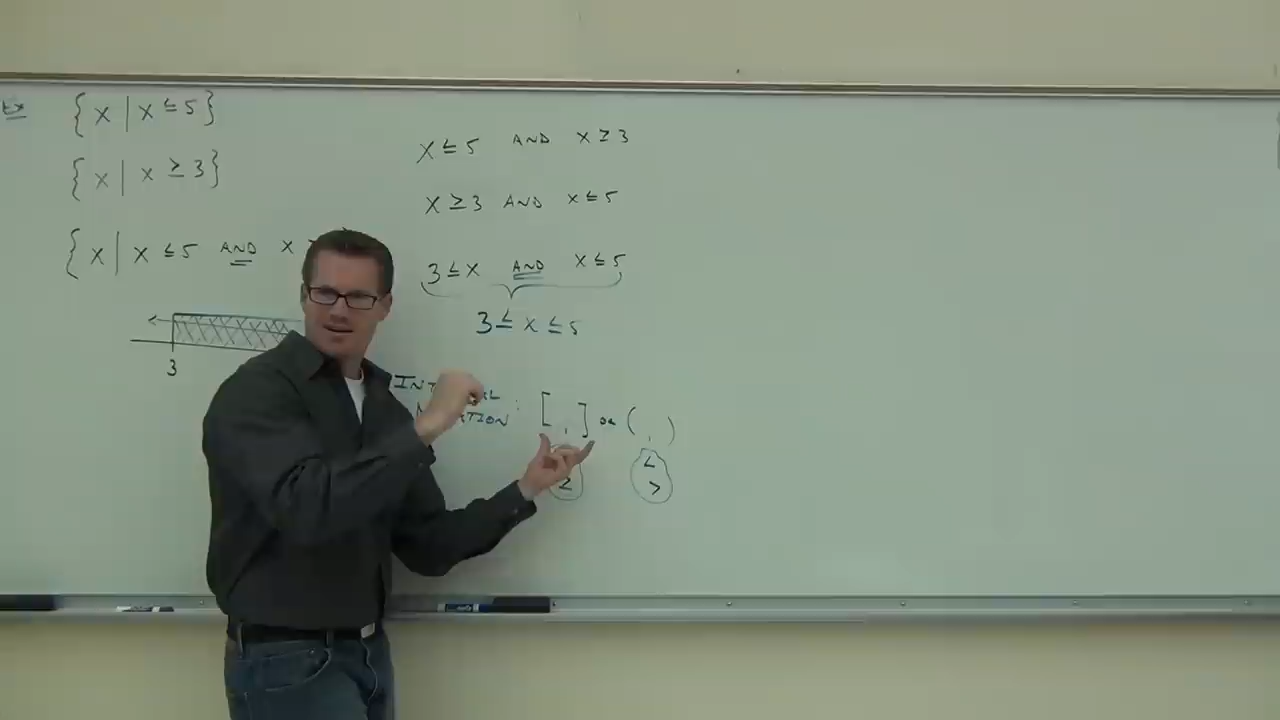 Ex {x | x ≤ 5}
{x | x ≥ 3}
{x | x ≤ 5 AND x
3
x ≤ 5 AND x ≥ 3
x ≥ 3 AND x ≤ 5
3 ≤ x AND x ≤ 5
3 ≤ x ≤ 5
[ , ] OR ( , )
<
>